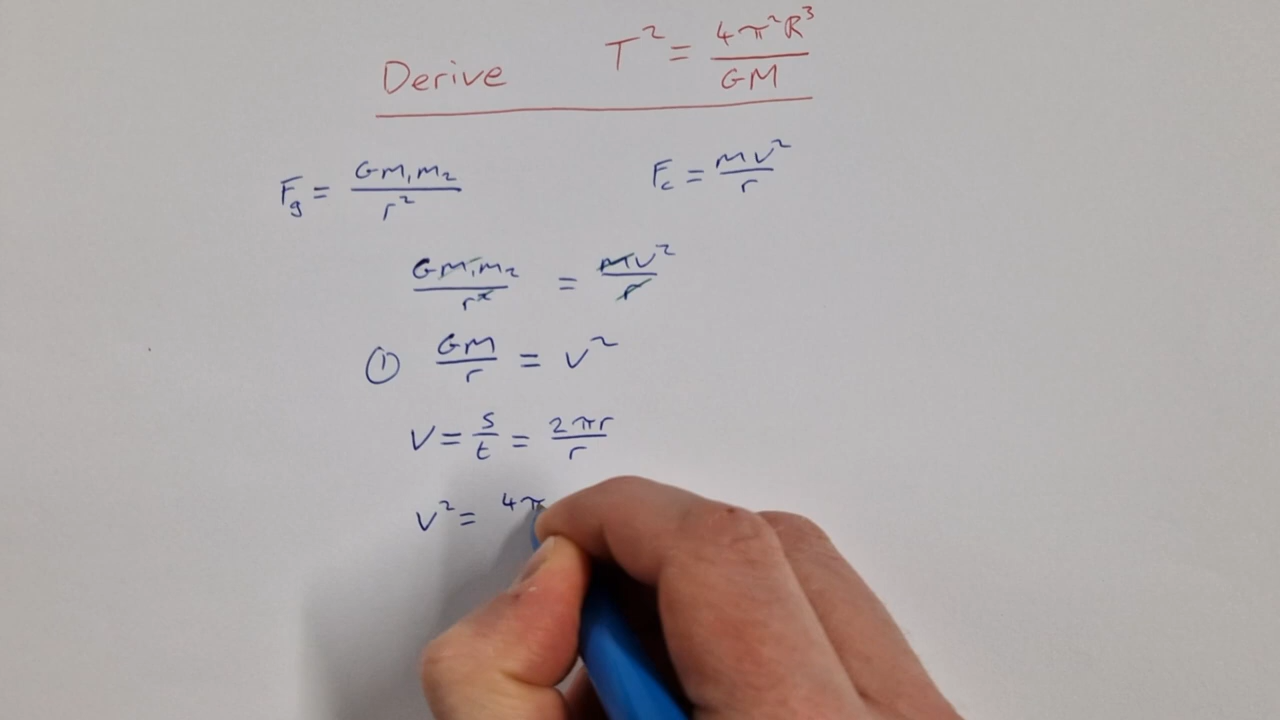 Derive T² = 4π²R³/GM
Fg = GM₁M₂/r² Fc = mv²/r
GM₁M₂/r² = mv²/r
① GM/r = v²
V = s/t = 2πr/r
v² = 4π